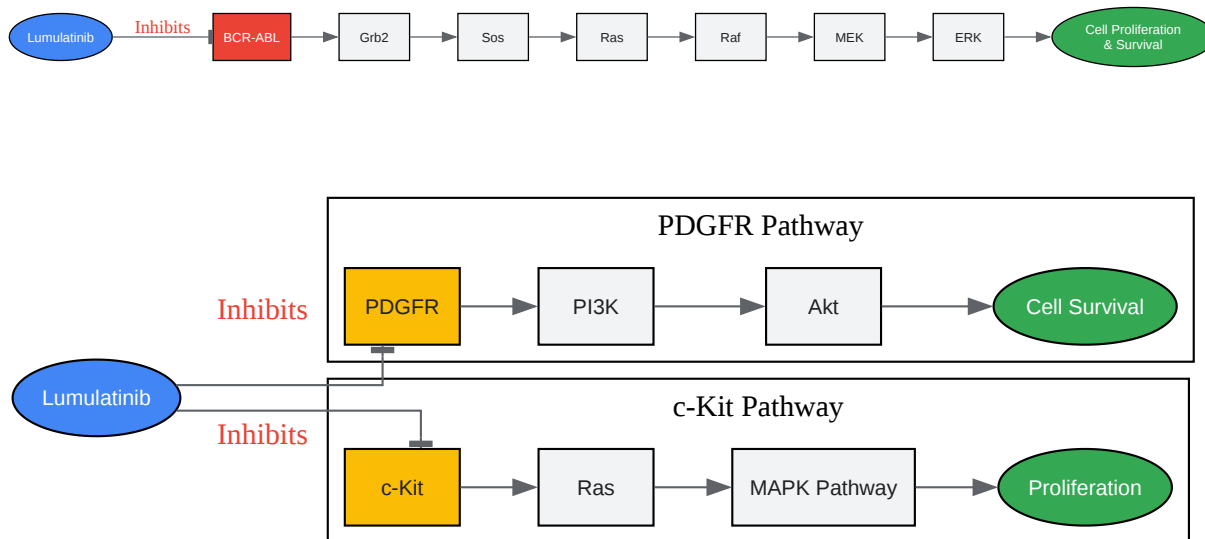 Lumulatinib
Inhibits
BCR-ABL
Grb2
Sos
Ras
Raf
MEK
ERK
Cell Proliferation
& Survival
PDGFR Pathway
Inhibits
PDGFR
PI3K
Akt
Cell Survival
Lumulatinib
c-Kit Pathway
Inhibits
c-Kit
Ras
MAPK Pathway
Proliferation